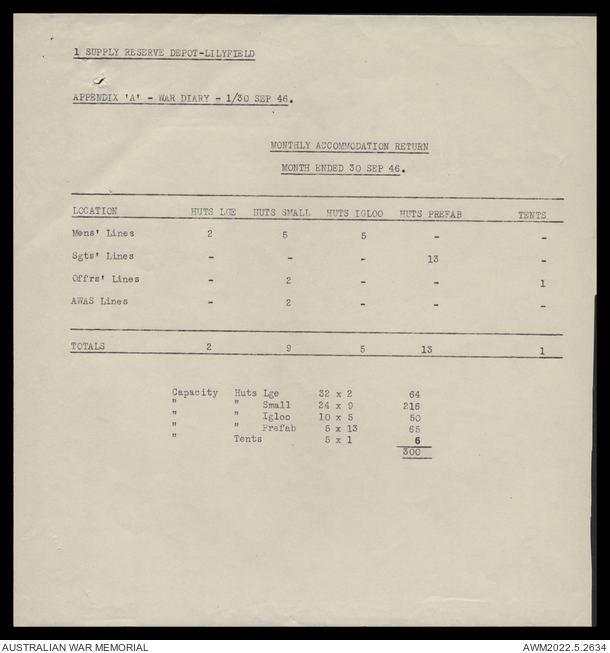 1 SUPPLY RESERVE DEPOT-LILYFIELD
APPENDIX 'A' - WAR DIARY - 1/30 SEP 46.
MONTHLY ACCOMMODATION RETURN
MONTH ENDED 30 SEP 46.
LOCATION HUTS LGE HUTS SMALL HUTS IGLOO HUTS PREFAB TENTS
Mens' Lines 2 5 5 - -
Sgts' Lines - - - 13 -
Offrs' Lines - 2 - - 1
AWAS Lines - 2 - - -
TOTALS 2 9 5 13 1
Capacity Huts Lge 32 x 2 64
" " Small 24 x 9 216
" " Igloo 10 x 5 50
" " Prefab 5 x 13 65
" Tents 5 x 1 6
300
AUSTRALIAN WAR MEMORIAL AWM2022.5.2634